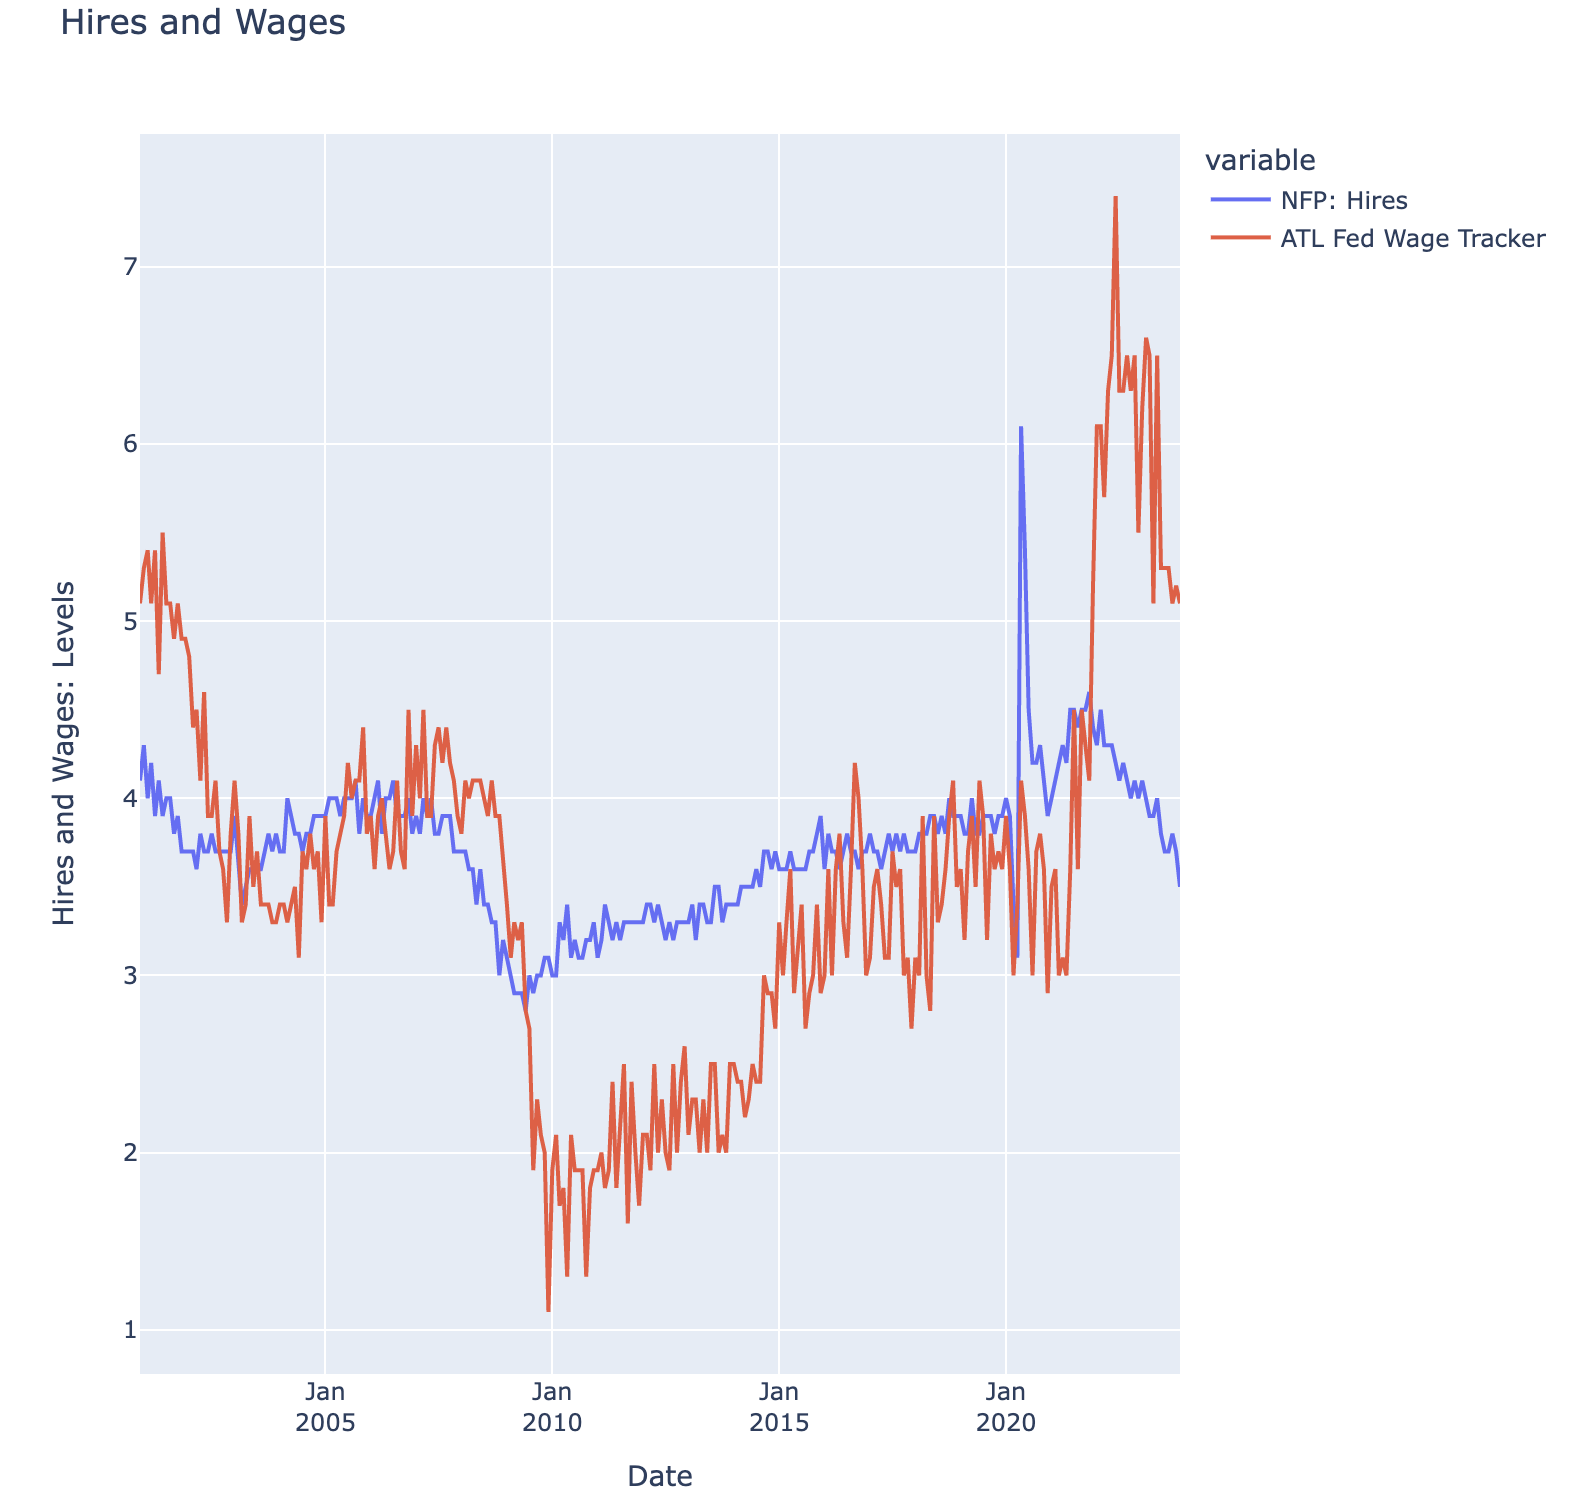 Hires and Wages
variable
NFP: Hires
ATL Fed Wage Tracker
Hires and Wages: Levels
7
6
5
4
3
2
1
Jan
2005
Jan
2010
Jan
2015
Jan
2020
Date